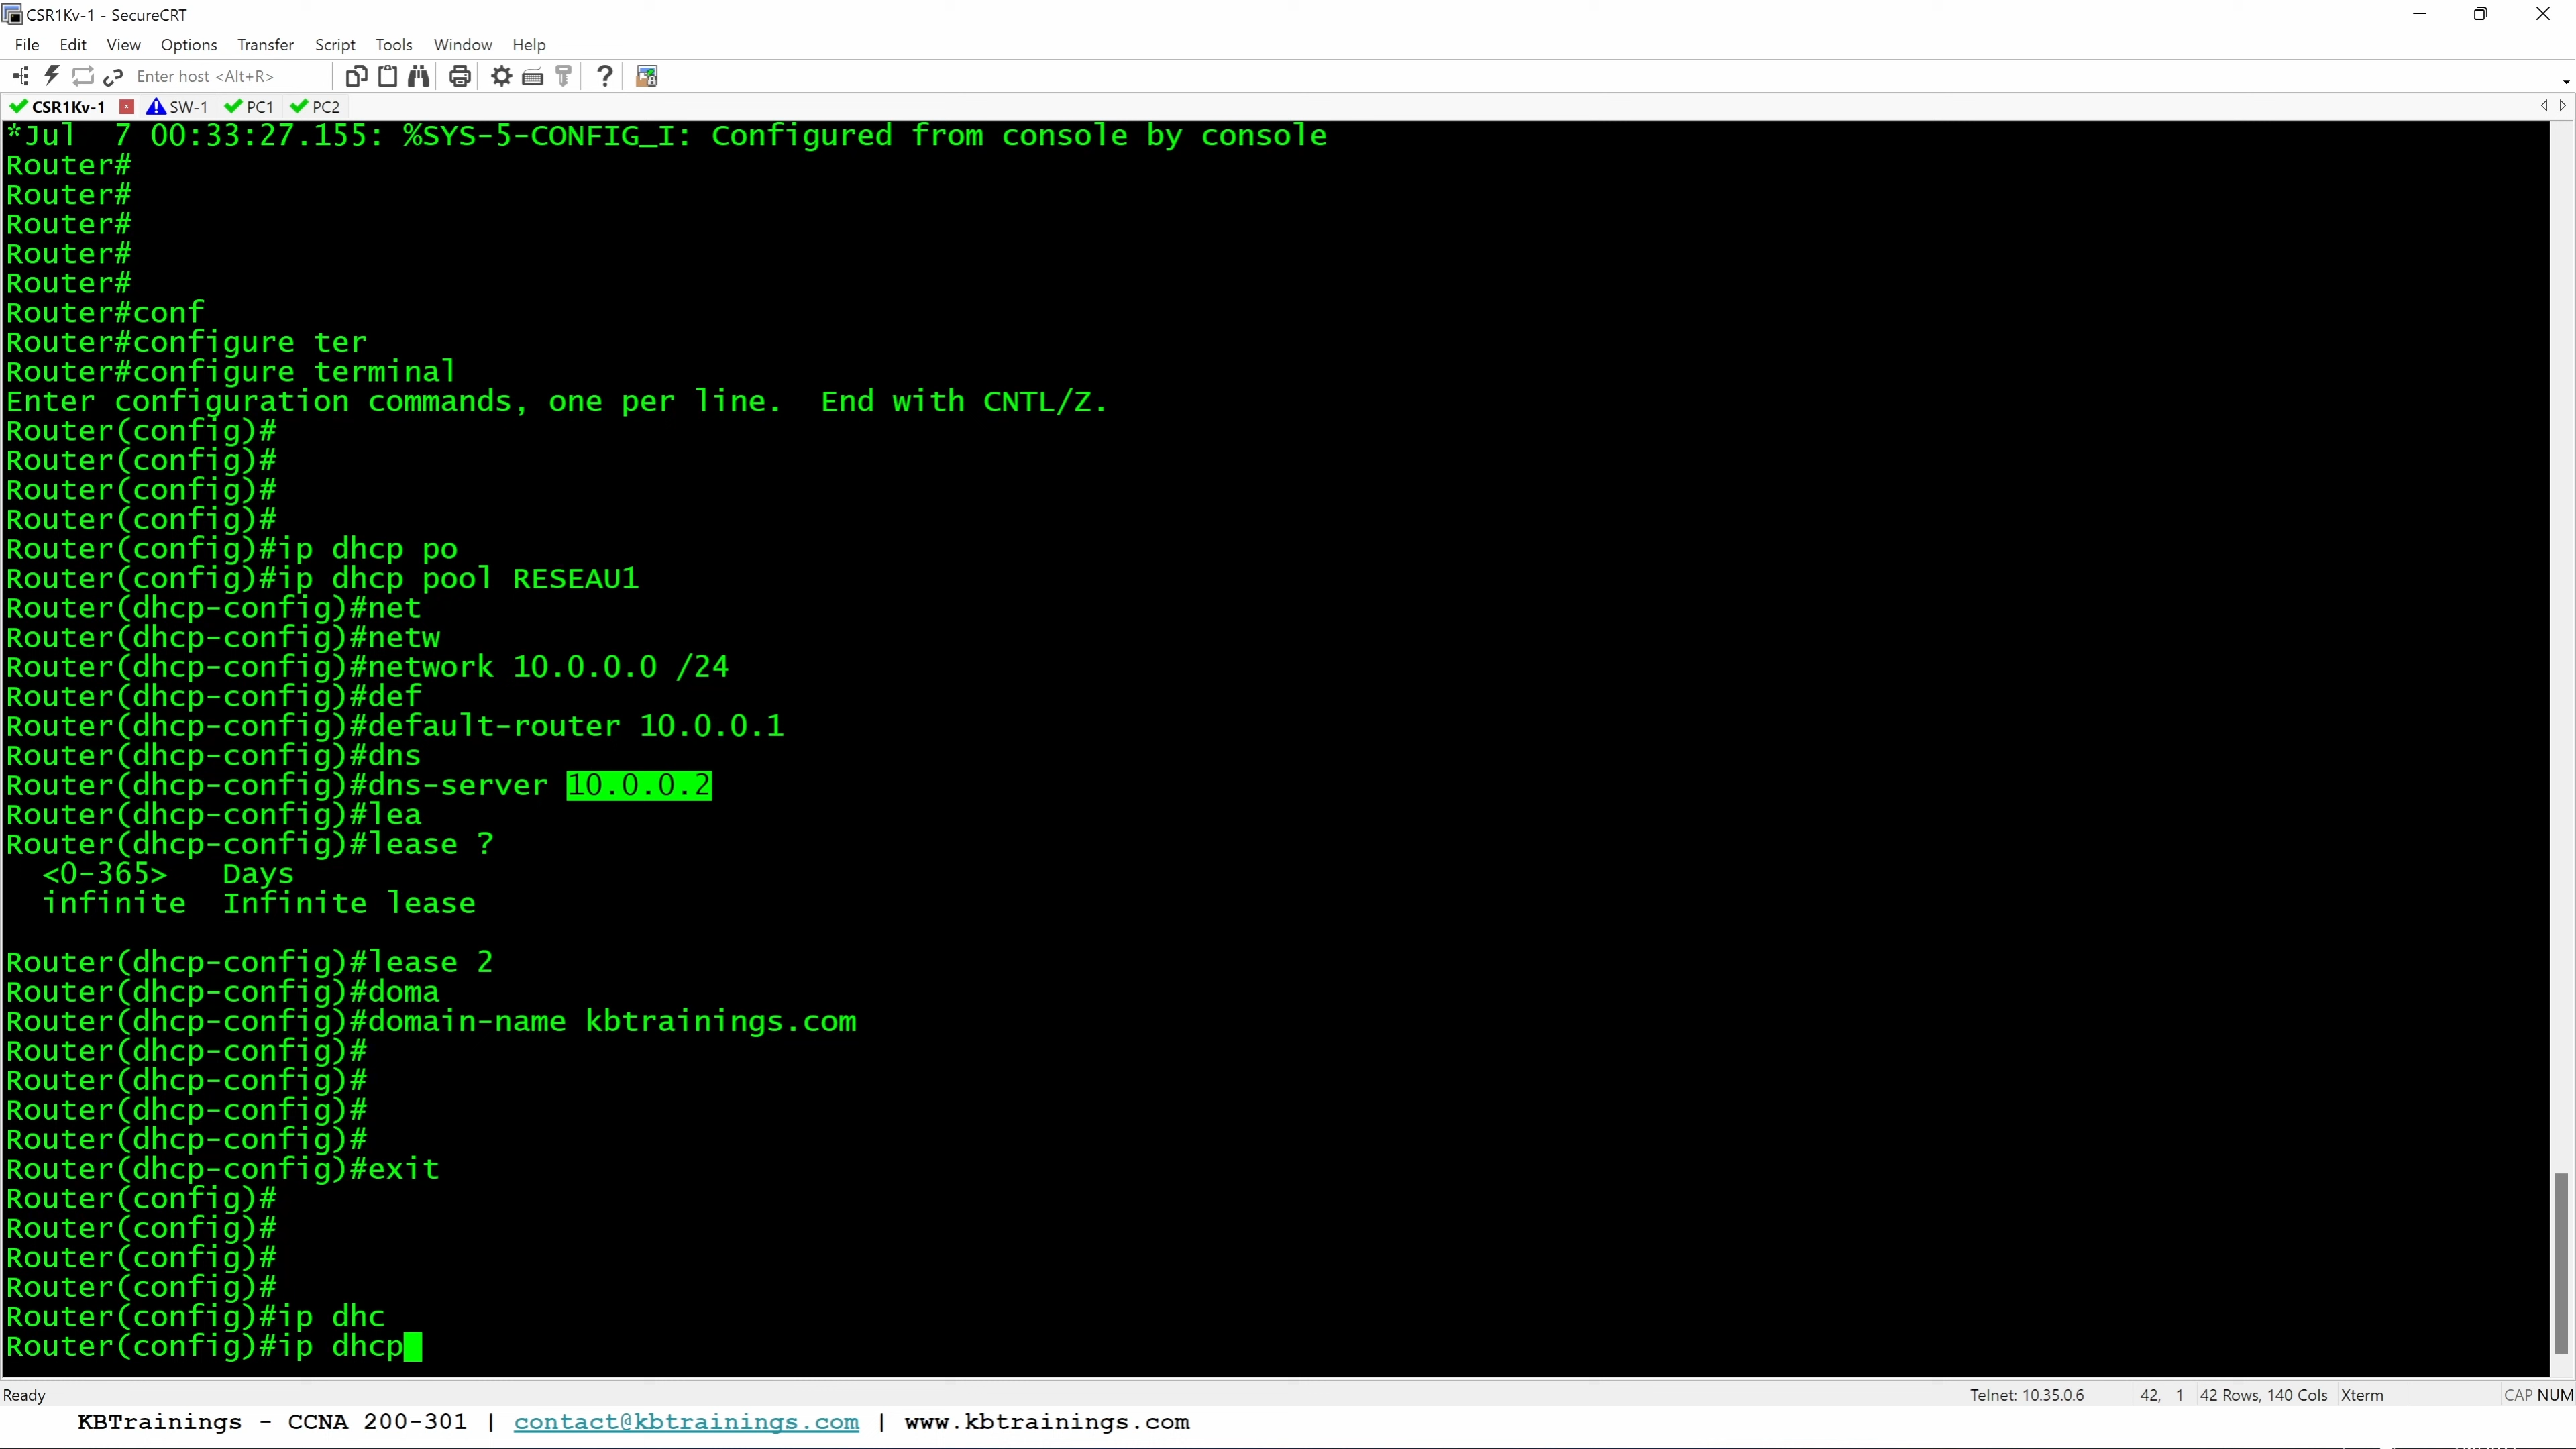 CSR1Kv-1 - SecureCRT
File Edit View Options Transfer Script Tools Window Help
Enter host <Alt+R>
CSR1Kv-1 SW-1 PC1 PC2
*Jul  7 00:33:27.155: %SYS-5-CONFIG_I: Configured from console by console
Router#
Router#
Router#
Router#
Router#
Router#conf
Router#configure ter
Router#configure terminal
Enter configuration commands, one per line.  End with CNTL/Z.
Router(config)#
Router(config)#
Router(config)#
Router(config)#
Router(config)#ip dhcp po
Router(config)#ip dhcp pool RESEAU1
Router(dhcp-config)#net
Router(dhcp-config)#netw
Router(dhcp-config)#network 10.0.0.0 /24
Router(dhcp-config)#def
Router(dhcp-config)#default-router 10.0.0.1
Router(dhcp-config)#dns
Router(dhcp-config)#dns-server 10.0.0.2
Router(dhcp-config)#lea
Router(dhcp-config)#lease ?
  <0-365>   Days
  infinite  Infinite lease
Router(dhcp-config)#lease 2
Router(dhcp-config)#doma
Router(dhcp-config)#domain-name kbtrainings.com
Router(dhcp-config)#
Router(dhcp-config)#
Router(dhcp-config)#
Router(dhcp-config)#
Router(dhcp-config)#exit
Router(config)#
Router(config)#
Router(config)#
Router(config)#
Router(config)#ip dhc
Router(config)#ip dhcp
Ready Telnet: 10.35.0.6 42, 1 42 Rows, 140 Cols Xterm CAP NUM
KBTrainings - CCNA 200-301 | contact@kbtrainings.com | www.kbtrainings.com